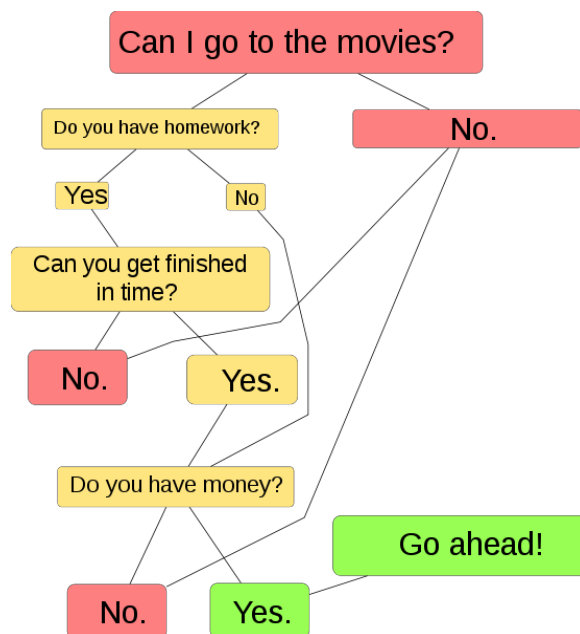 Can I go to the movies?
Do you have homework?
No.
Yes
No
Can you get finished
in time?
No.
Yes.
Do you have money?
Go ahead!
No.
Yes.